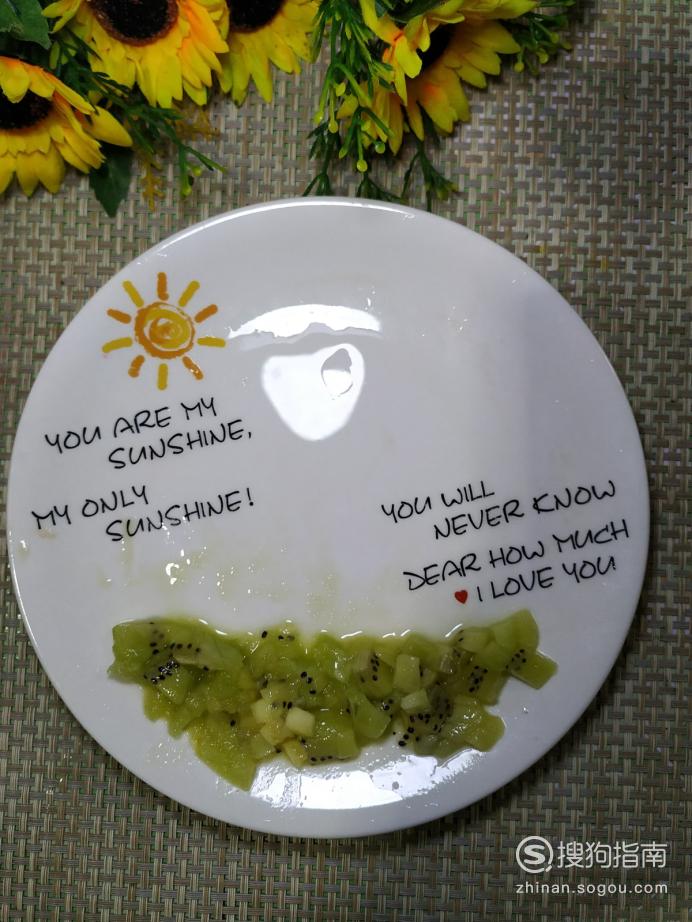 YOU ARE MY
SUNSHINE,
MY ONLY
SUNSHINE!
YOU WILL
NEVER KNOW
DEAR HOW MUCH
I LOVE YOU
搜狗指南
zhinan.sogou.com